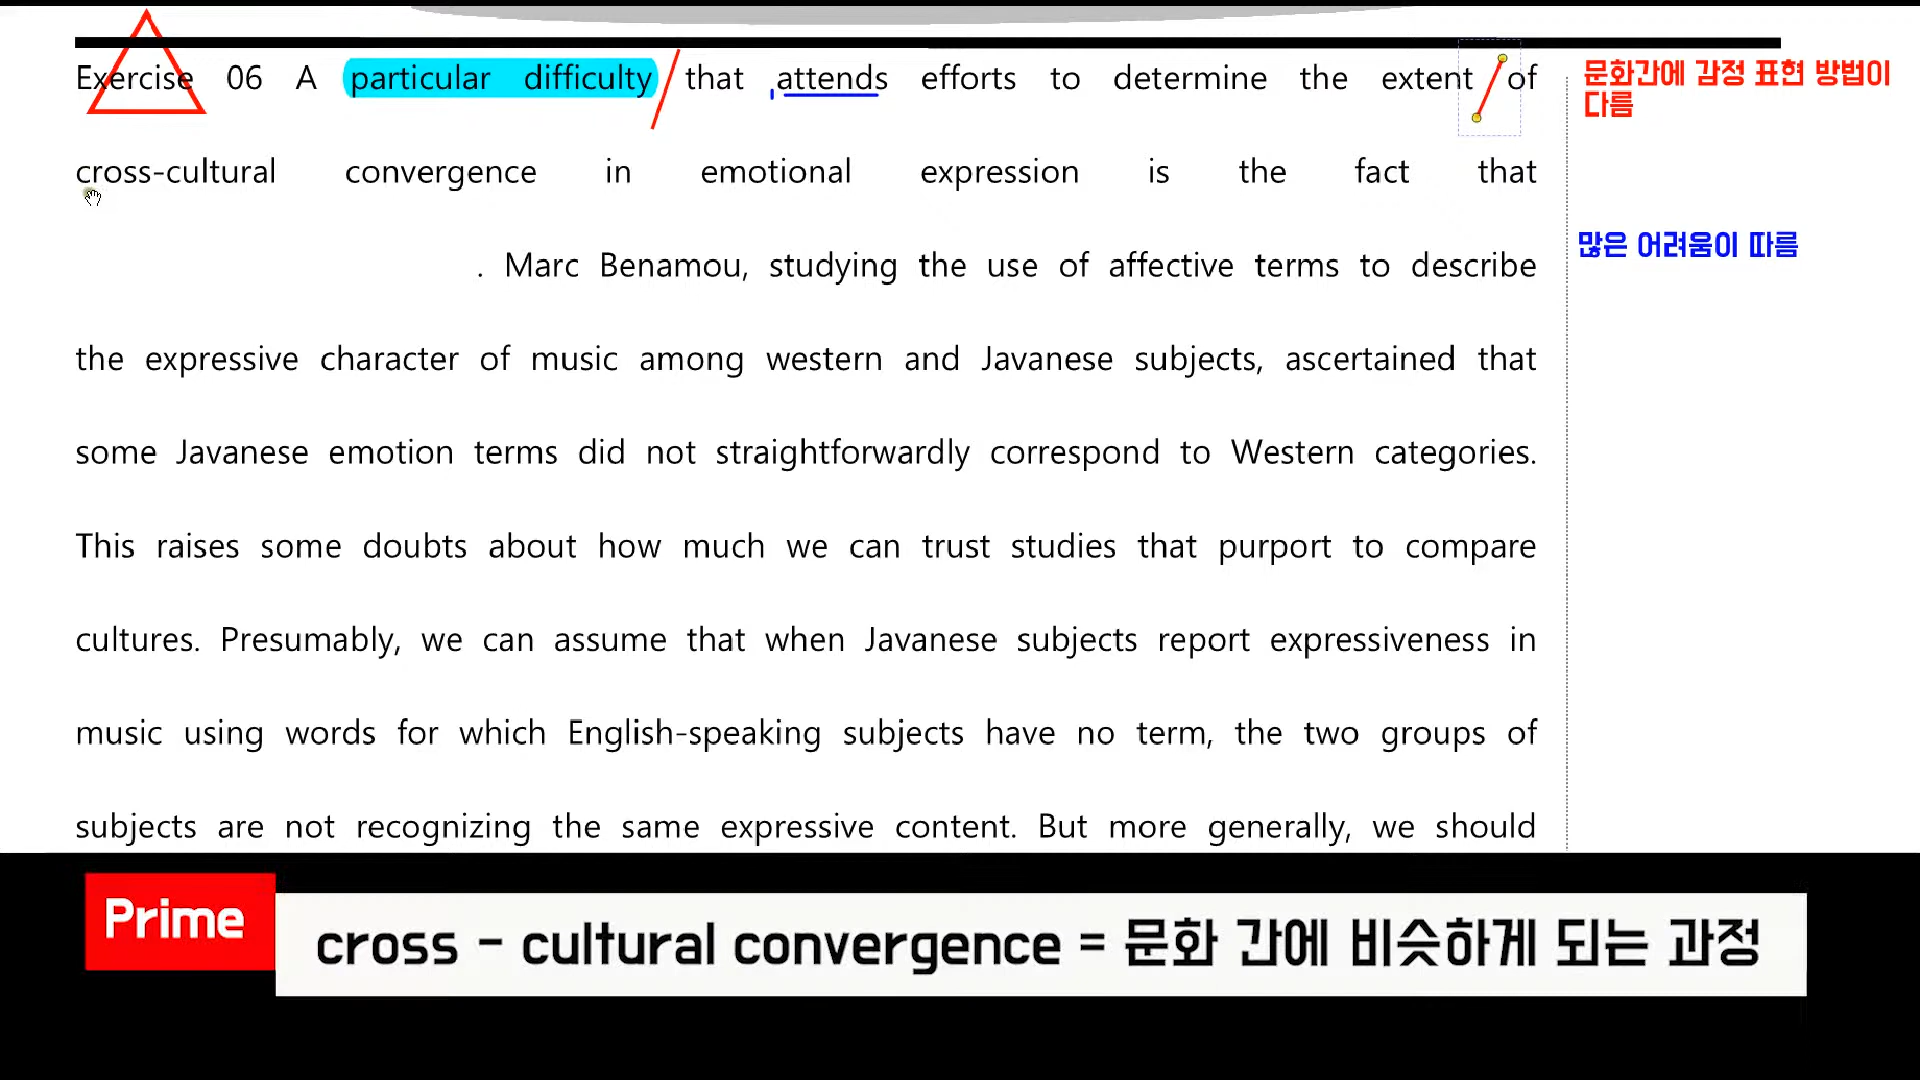 Exercise 06 A particular difficulty that attends efforts to determine the extent of
cross-cultural convergence in emotional expression is the fact that
. Marc Benamou, studying the use of affective terms to describe
the expressive character of music among western and Javanese subjects, ascertained that
some Javanese emotion terms did not straightforwardly correspond to Western categories.
This raises some doubts about how much we can trust studies that purport to compare
cultures. Presumably, we can assume that when Javanese subjects report expressiveness in
music using words for which English-speaking subjects have no term, the two groups of
subjects are not recognizing the same expressive content. But more generally, we should
문화간에 감정 표현 방법이
다름
많은 어려움이 따름
Prime
cross - cultural convergence = 문화 간에 비슷하게 되는 과정